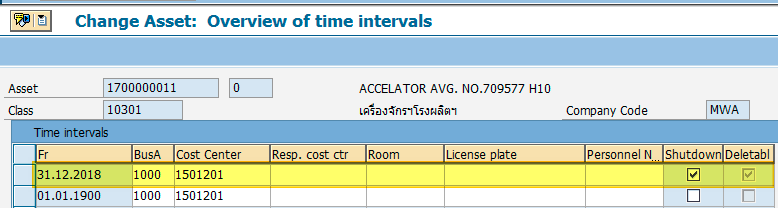 Change Asset: Overview of time intervals
Asset 1700000011 0 ACCELATOR AVG. NO.709577 H10
Class 10301 เครื่องจักรฯโรงผลิตฯ Company Code MWA
Time intervals
Fr BusA Cost Center Resp. cost ctr Room License plate Personnel N... Shutdown Deletabl
31.12.2018 1000 1501201
01.01.1900 1000 1501201